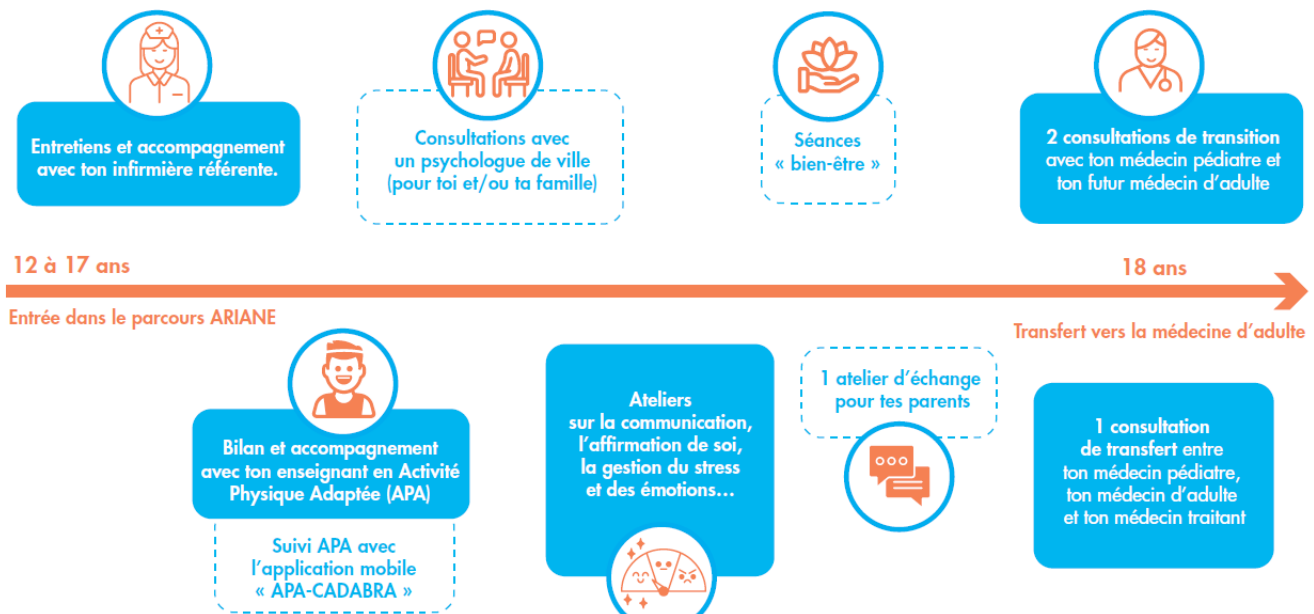 Entretiens et accompagnement
avec ton infirmière référente.
Consultations avec
un psychologue de ville
(pour toi et/ou ta famille)
Séances
« bien-être »
2 consultations de transition
avec ton médecin pédiatre et
ton futur médecin d’adulte
12 à 17 ans
18 ans
Entrée dans le parcours ARIANE
Transfert vers la médecine d’adulte
Bilan et accompagnement
avec ton enseignant en Activité
Physique Adaptée (APA)
Suivi APA avec
l’application mobile
« APA-CADABRA »
Ateliers
sur la communication,
l’affirmation de soi,
la gestion du stress
et des émotions…
1 atelier d’échange
pour tes parents
1 consultation
de transfert entre
ton médecin pédiatre,
ton médecin d’adulte
et ton médecin traitant